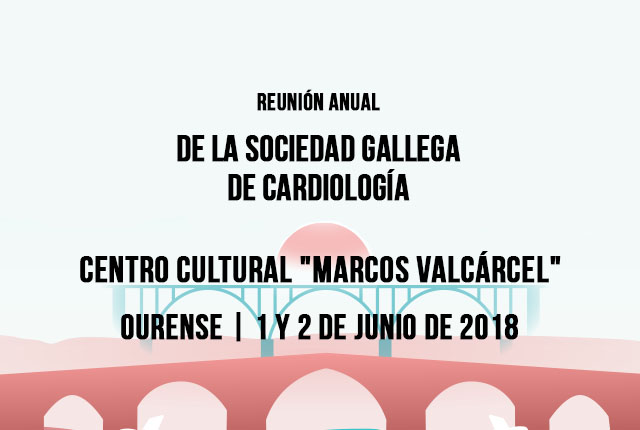 REUNIÓN ANUAL
DE LA SOCIEDAD GALLEGA
DE CARDIOLOGÍA
CENTRO CULTURAL "MARCOS VALCÁRCEL"
OURENSE | 1 Y 2 DE JUNIO DE 2018